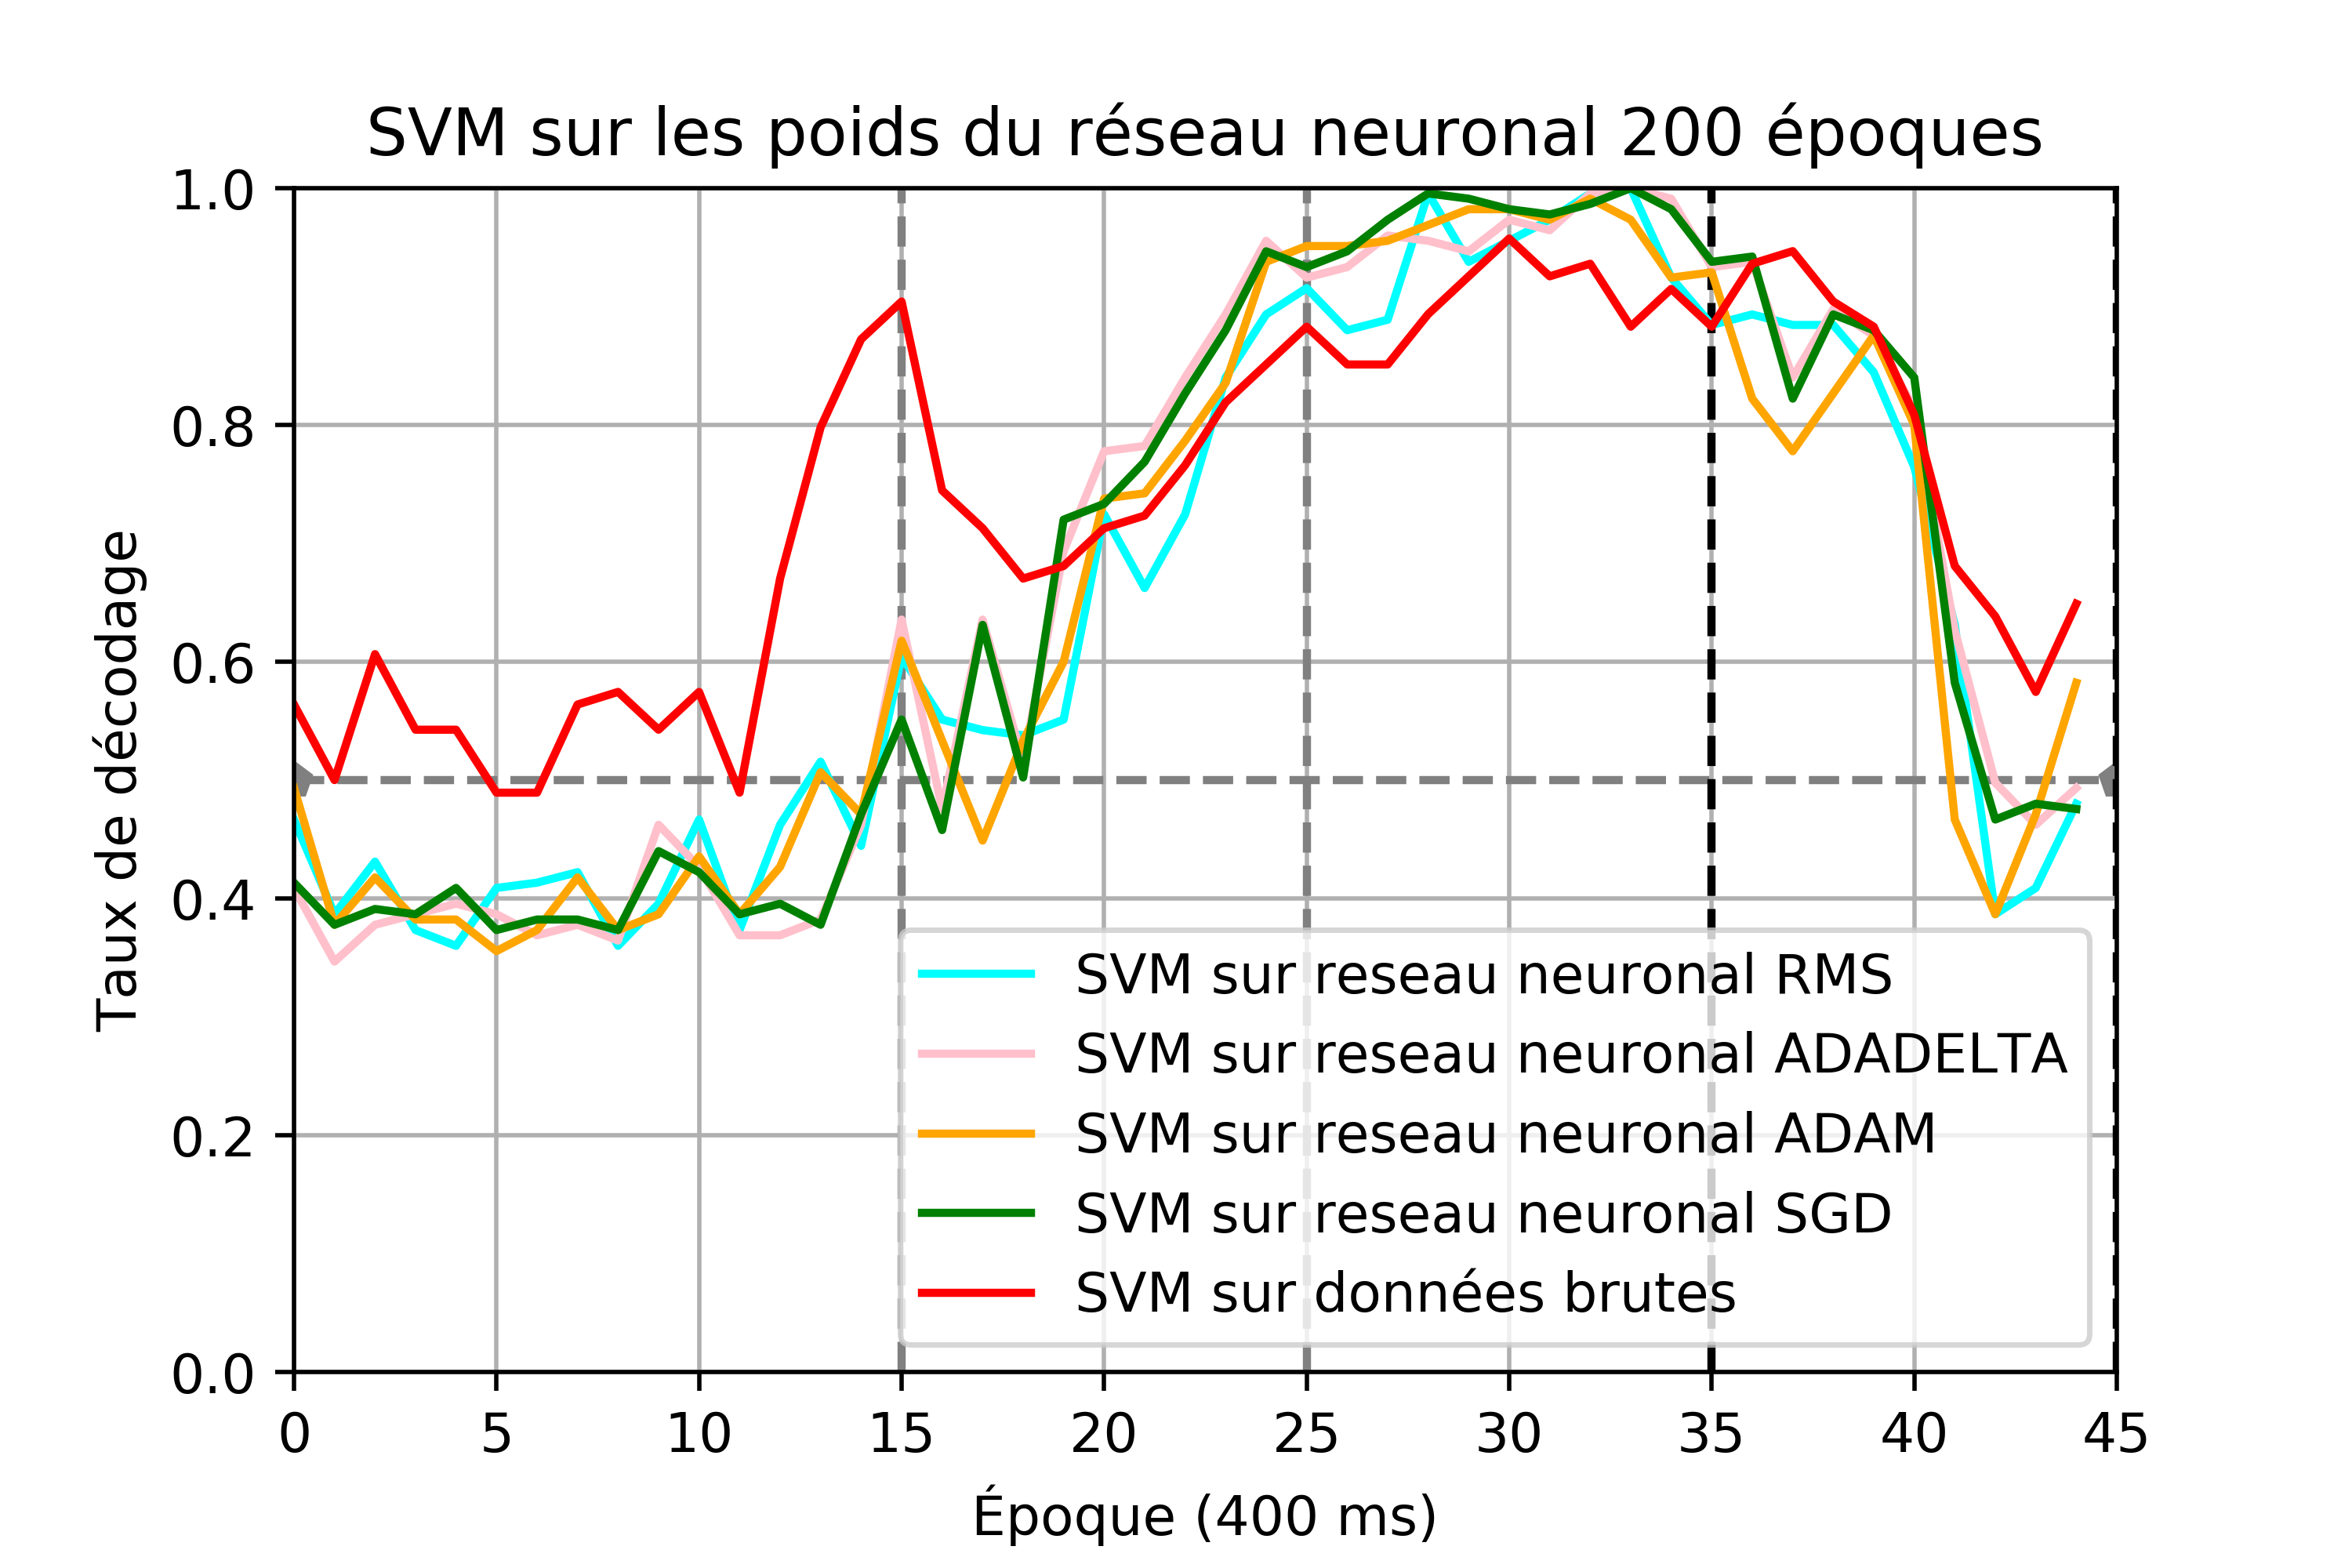 SVM sur les poids du réseau neuronal 200 époques
1.0
0.8
0.6
0.4
0.2
0.0
Taux de décodage
SVM sur reseau neuronal RMS
SVM sur reseau neuronal ADADELTA
SVM sur reseau neuronal ADAM
SVM sur reseau neuronal SGD
SVM sur données brutes
0 5 10 15 20 25 30 35 40 45
Époque (400 ms)